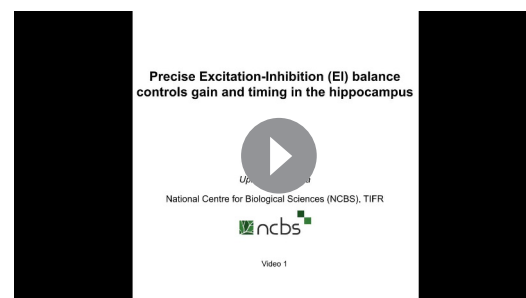 Precise Excitation-Inhibition (EI) balance
controls gain and timing in the hippocampus
National Centre for Biological Sciences (NCBS), TIFR
ncbs
Video 1